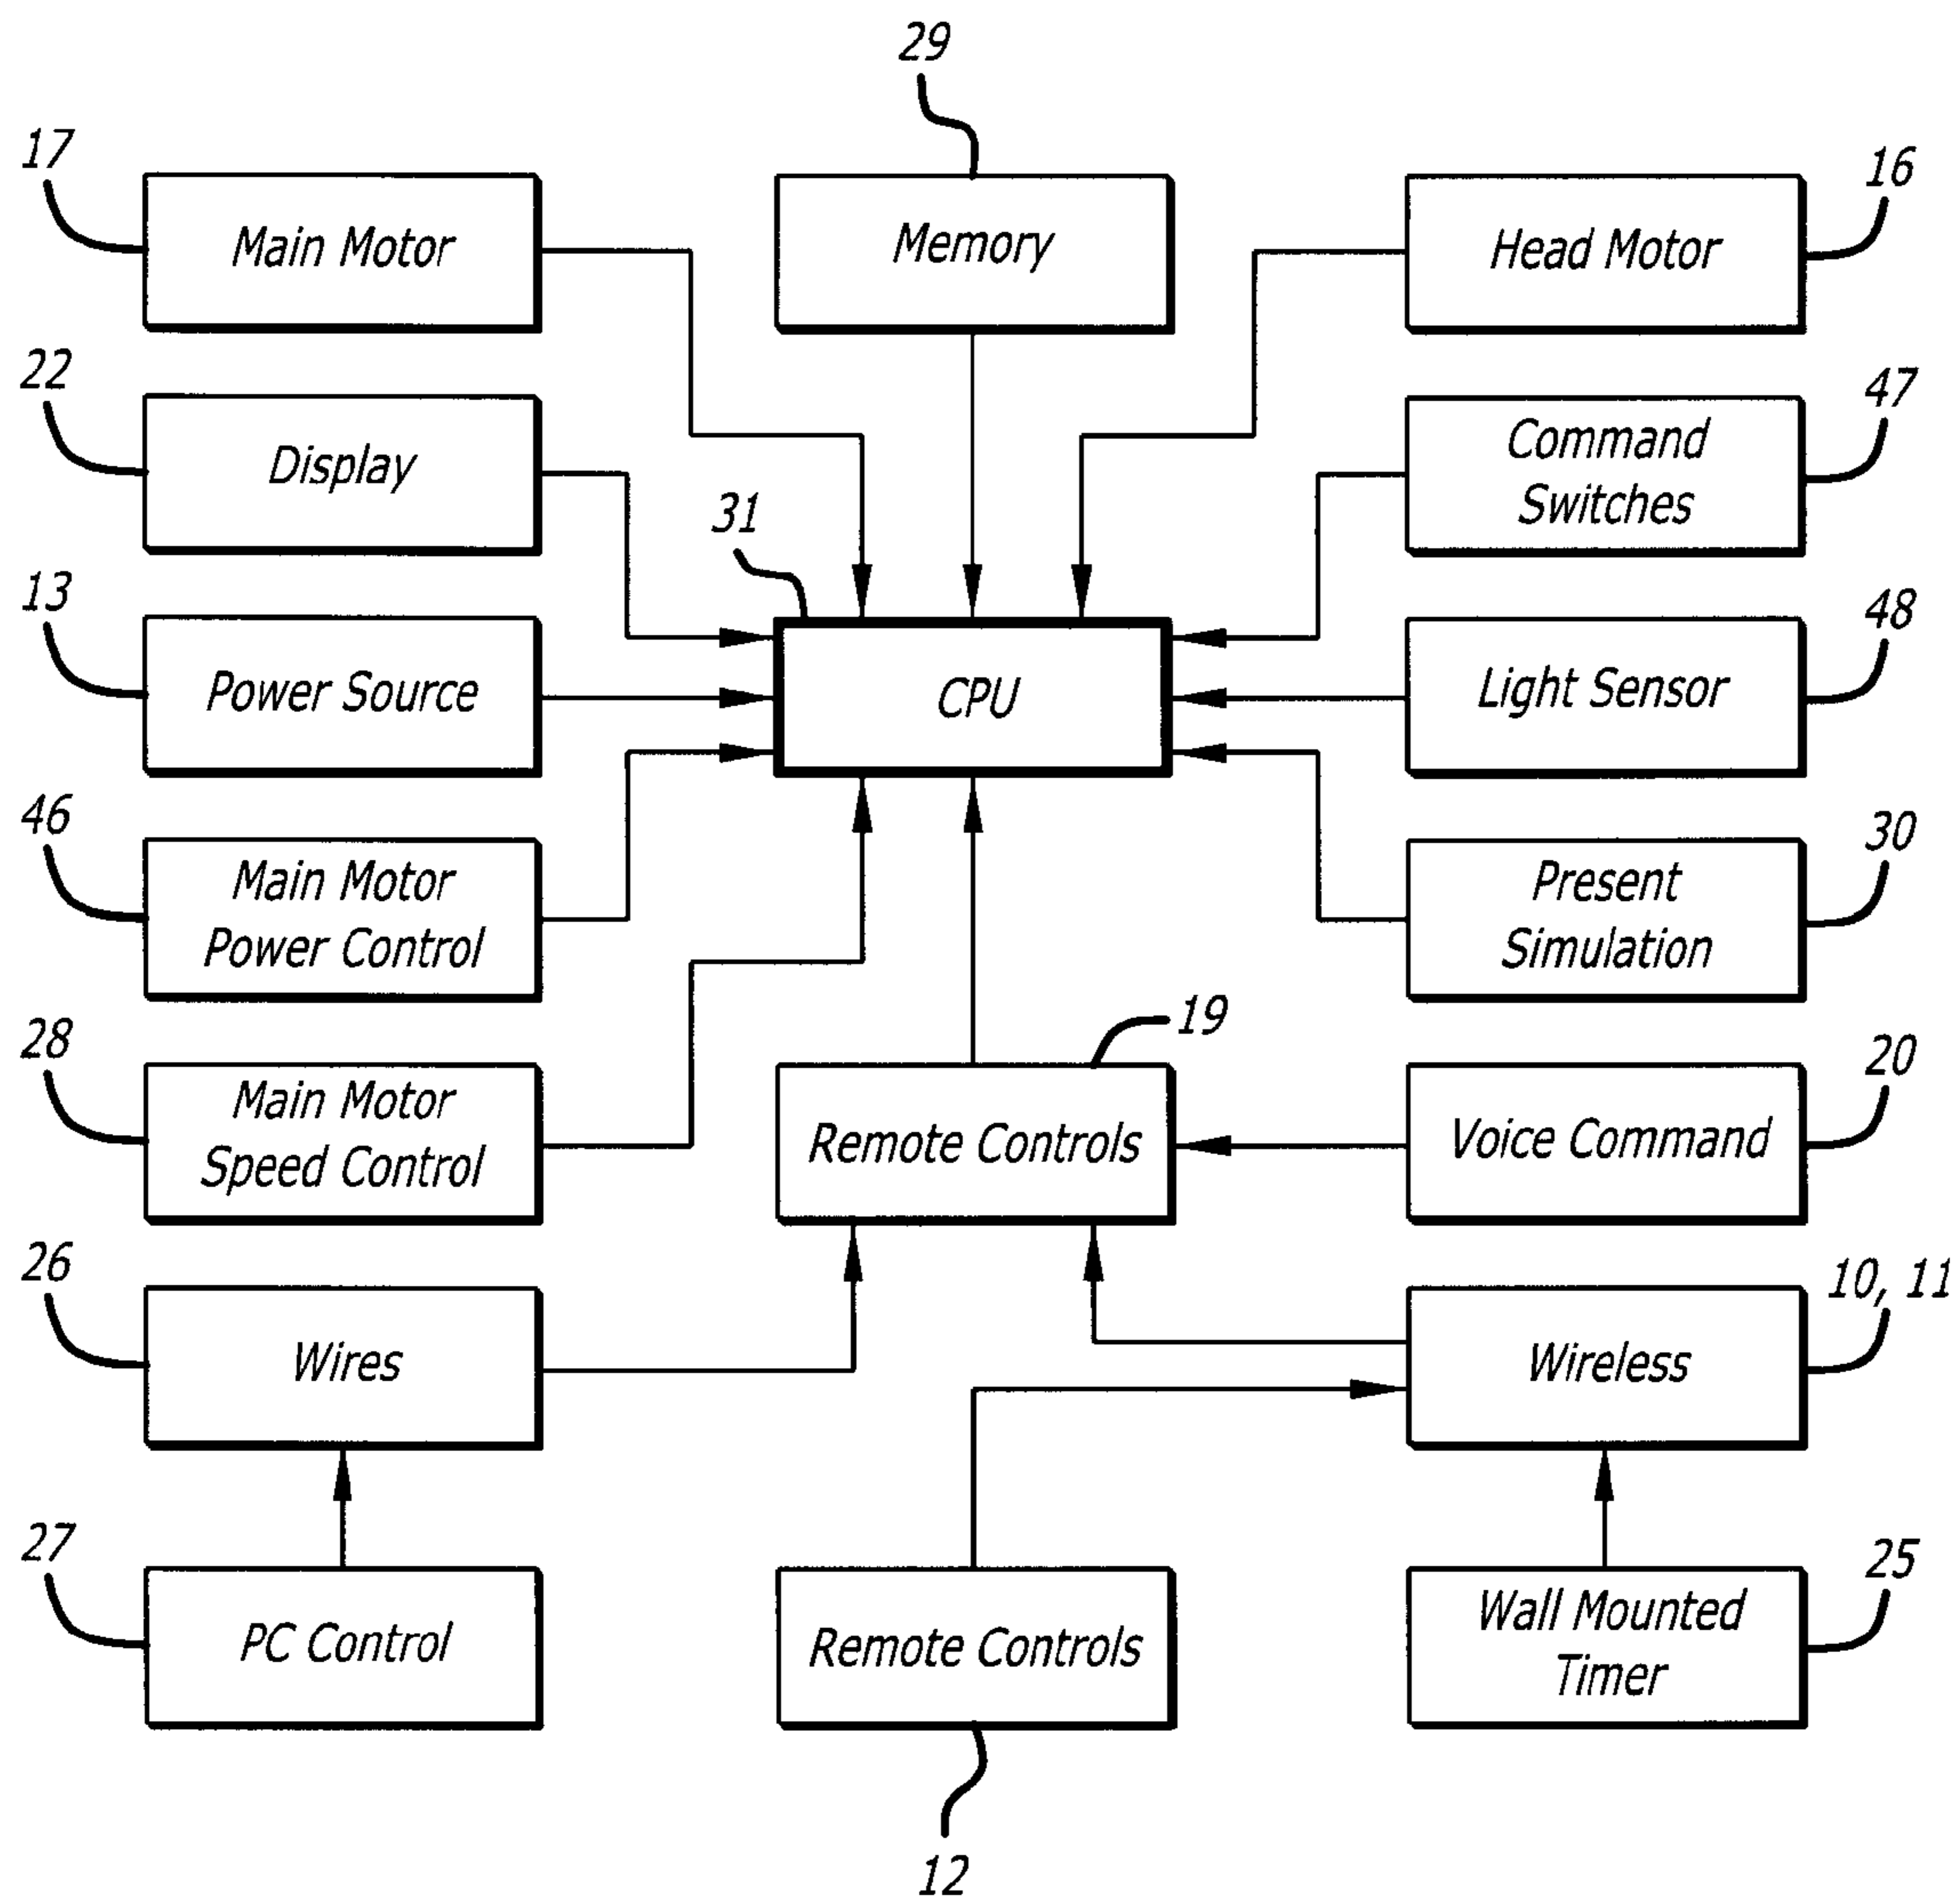 29
17
16
Main Motor
Memory
Head Motor
22
47
Display
Command
Switches
31
13
48
Power Source
CPU
Light Sensor
46
30
Main Motor
Power Control
Present
Simulation
19
28
20
Main Motor
Speed Control
Remote Controls
Voice Command
26
10, 11
Wires
Wireless
27
25
PC Control
Remote Controls
Wall Mounted
Timer
12